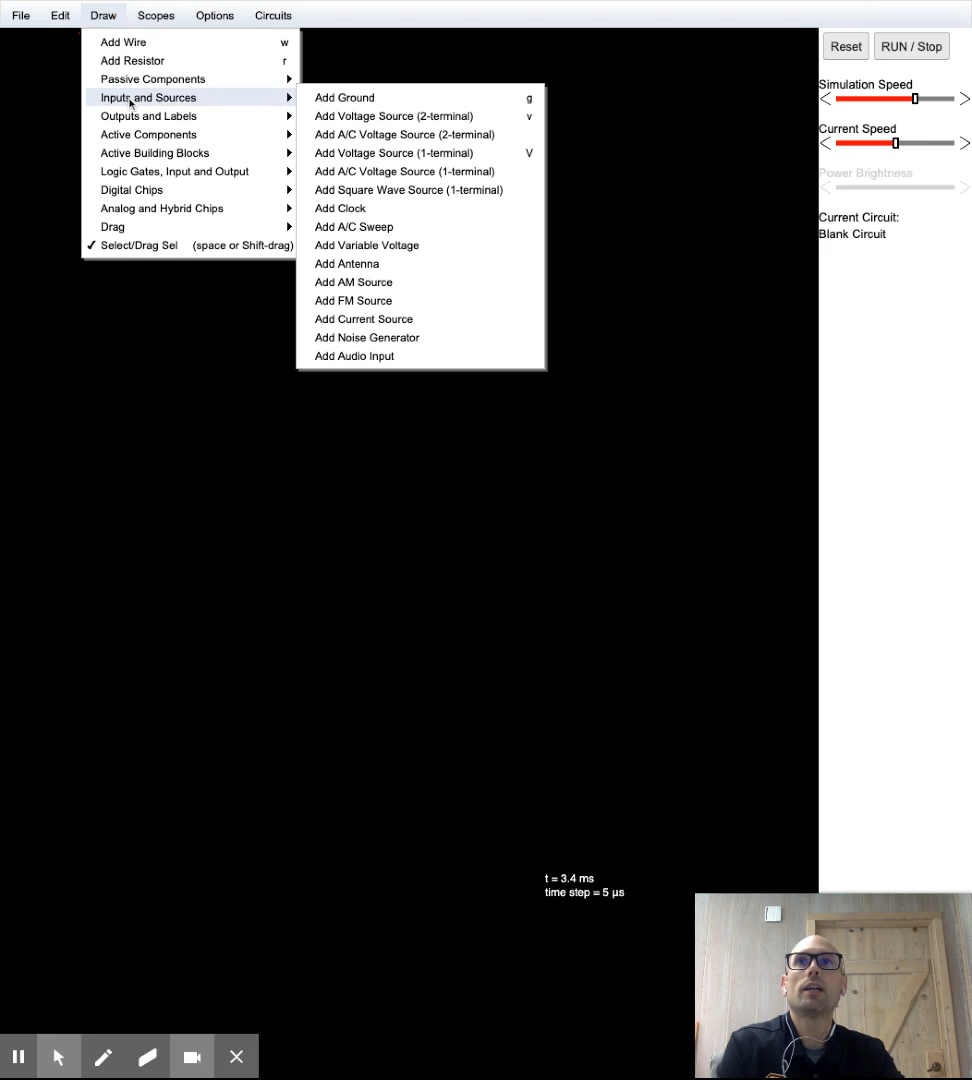 File Edit Draw Scopes Options Circuits
Add Wire w
Add Resistor r
Passive Components
Inputs and Sources
Outputs and Labels
Active Components
Active Building Blocks
Logic Gates, Input and Output
Digital Chips
Analog and Hybrid Chips
Drag
✓ Select/Drag Sel (space or Shift-drag)
Add Ground g
Add Voltage Source (2-terminal) v
Add A/C Voltage Source (2-terminal)
Add Voltage Source (1-terminal) V
Add A/C Voltage Source (1-terminal)
Add Square Wave Source (1-terminal)
Add Clock
Add A/C Sweep
Add Variable Voltage
Add Antenna
Add AM Source
Add FM Source
Add Current Source
Add Noise Generator
Add Audio Input
Reset RUN / Stop
Simulation Speed
Current Speed
Power Brightness
Current Circuit:
Blank Circuit
t = 3.4 ms
time step = 5 µs